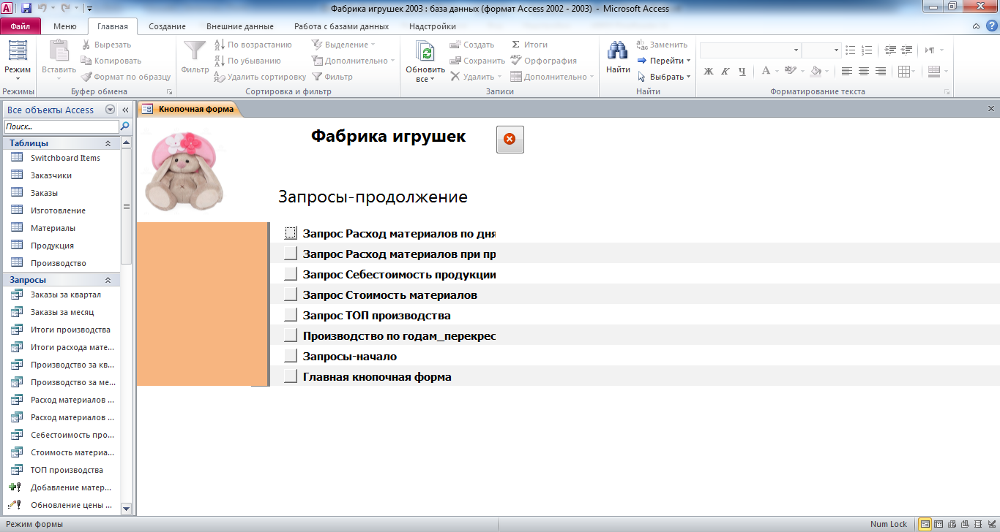 Фабрика игрушек 2003 : база данных (формат Access 2002 - 2003) - Microsoft Access
Файл Меню Главная Создание Внешние данные Работа с базами данных Надстройки
Режим
Режимы
Вставить
Вырезать
Копировать
Формат по образцу
Буфер обмена
Фильтр
По возрастанию
По убыванию
Удалить сортировку
Выделение
Дополнительно
Фильтр
Сортировка и фильтр
Обновить
все
Создать
Сохранить
Удалить
Итоги
Орфография
Дополнительно
Записи
Найти
Заменить
Перейти
Выбрать
Найти
Ж К Ч А
Форматирование текста
Все объекты Access
Поиск...
Таблицы
Switchboard Items
Заказчики
Заказы
Изготовление
Материалы
Продукция
Производство
Запросы
Заказы за квартал
Заказы за месяц
Итоги производства
Итоги расхода мате...
Производство за кв...
Производство за ме...
Расход материалов ...
Расход материалов ...
Себестоимость про...
Стоимость материа...
ТОП производства
Добавление матер...
Обновление цены ...
Кнопочная форма
Фабрика игрушек
Запросы-продолжение
Запрос Расход материалов по дня
Запрос Расход материалов при пр
Запрос Себестоимость продукции
Запрос Стоимость материалов
Запрос ТОП производства
Производство по годам_перекрес
Запросы-начало
Главная кнопочная форма
Режим формы
Num Lock